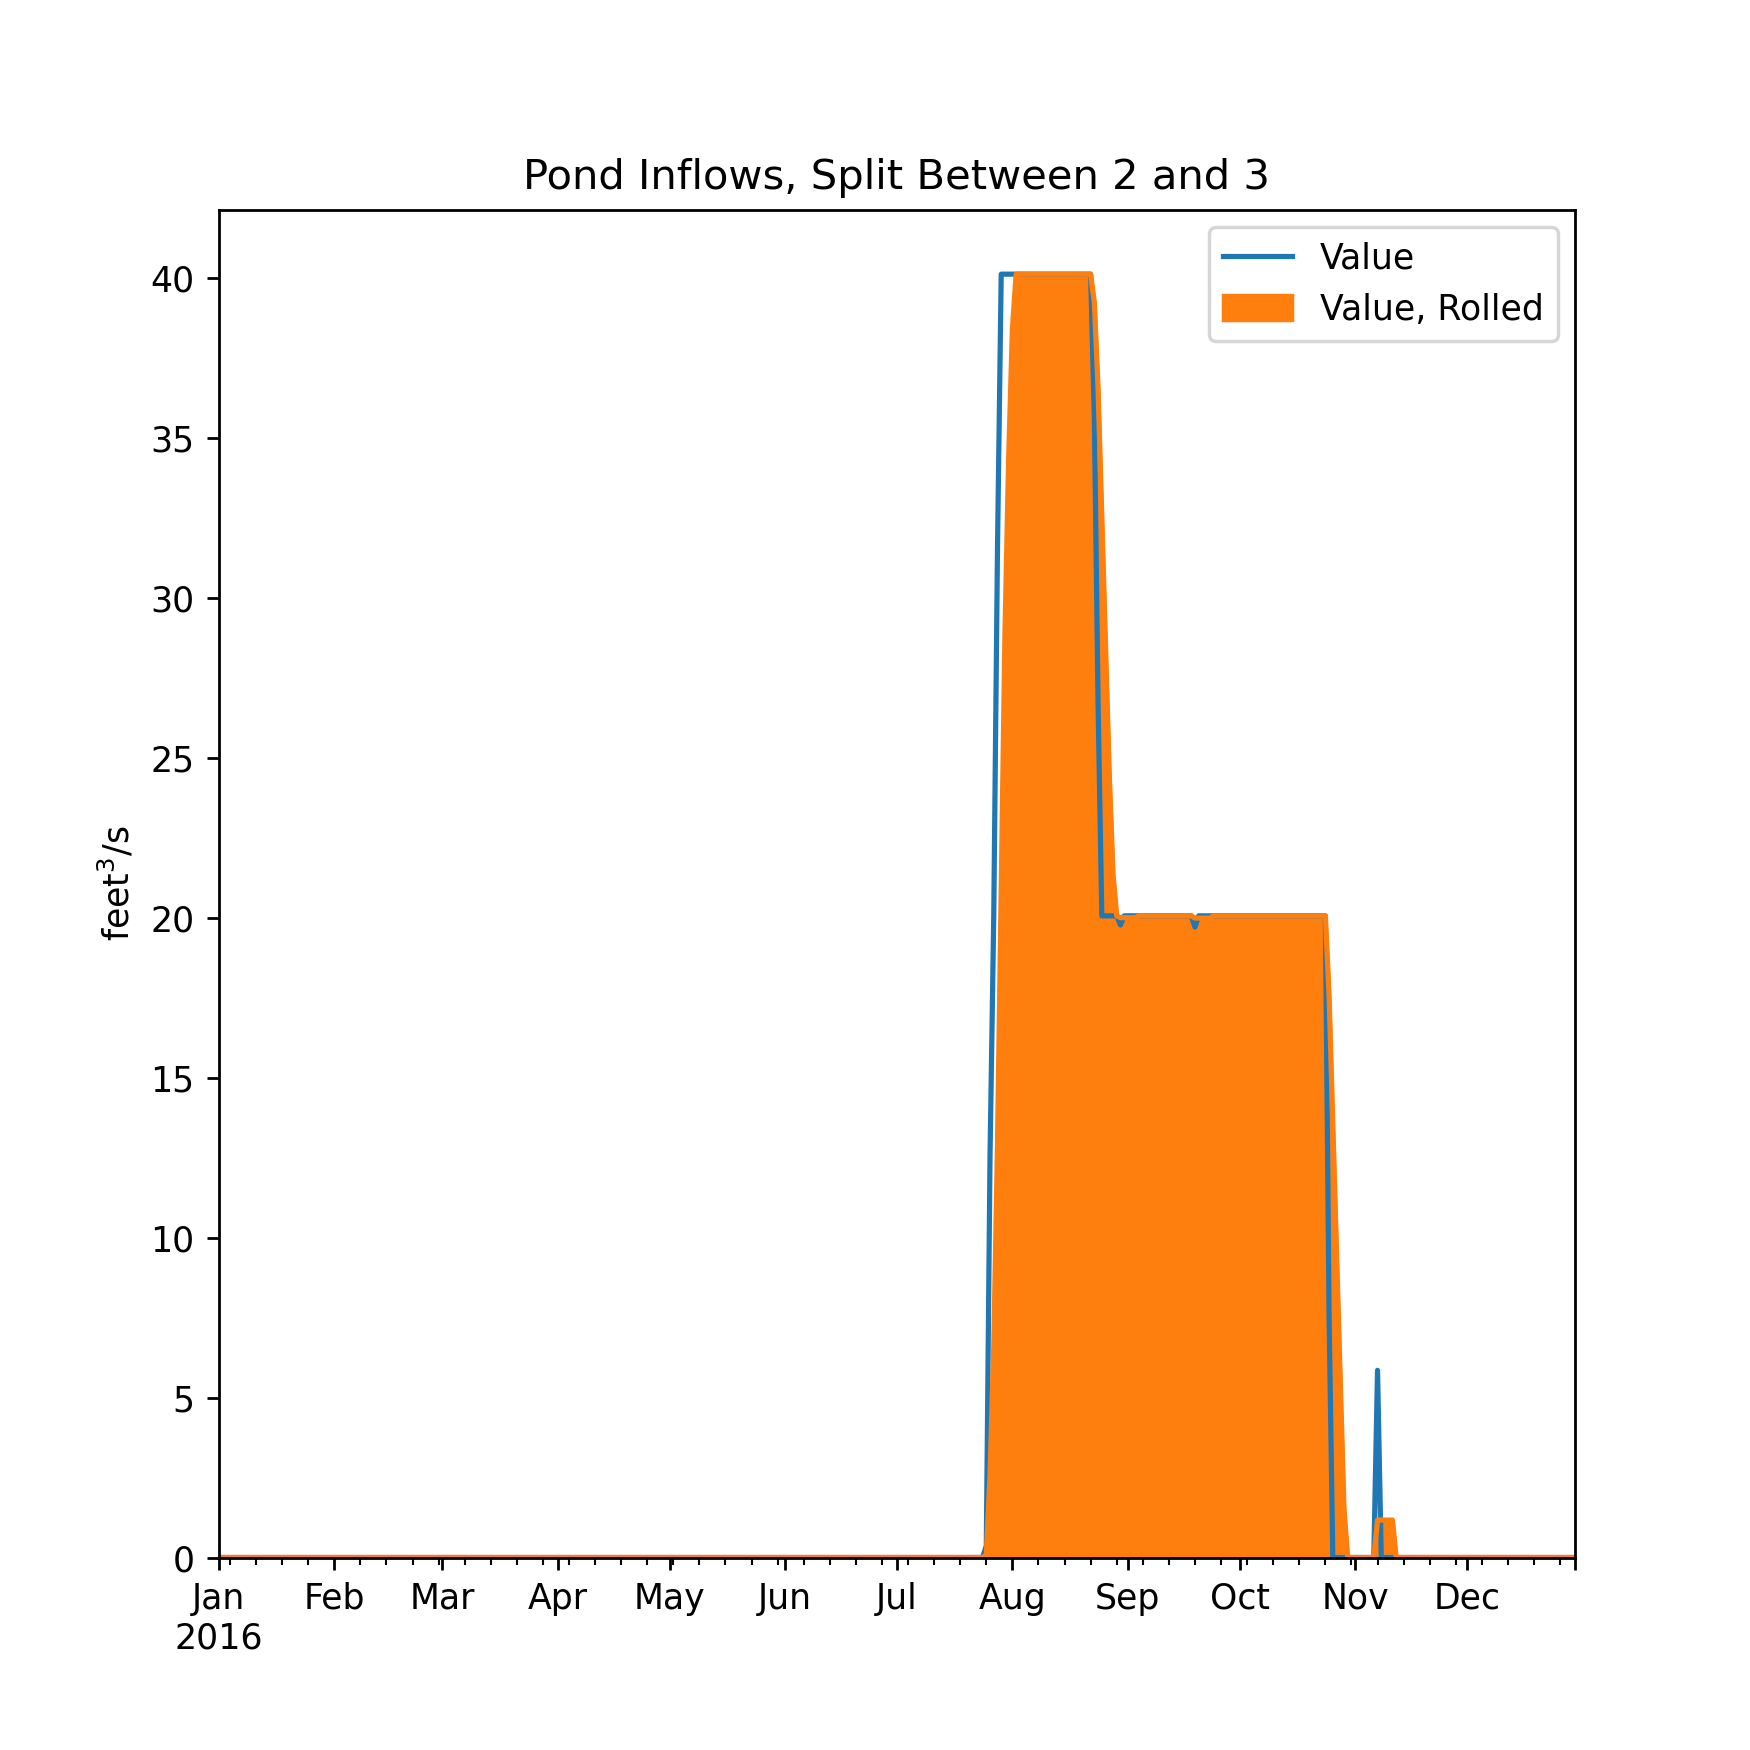 Pond Inflows, Split Between 2 and 3
Value
Value, Rolled
40
35
30
25
20
15
10
5
0
feet³/s
Jan Feb Mar Apr May Jun Jul Aug Sep Oct Nov Dec
2016